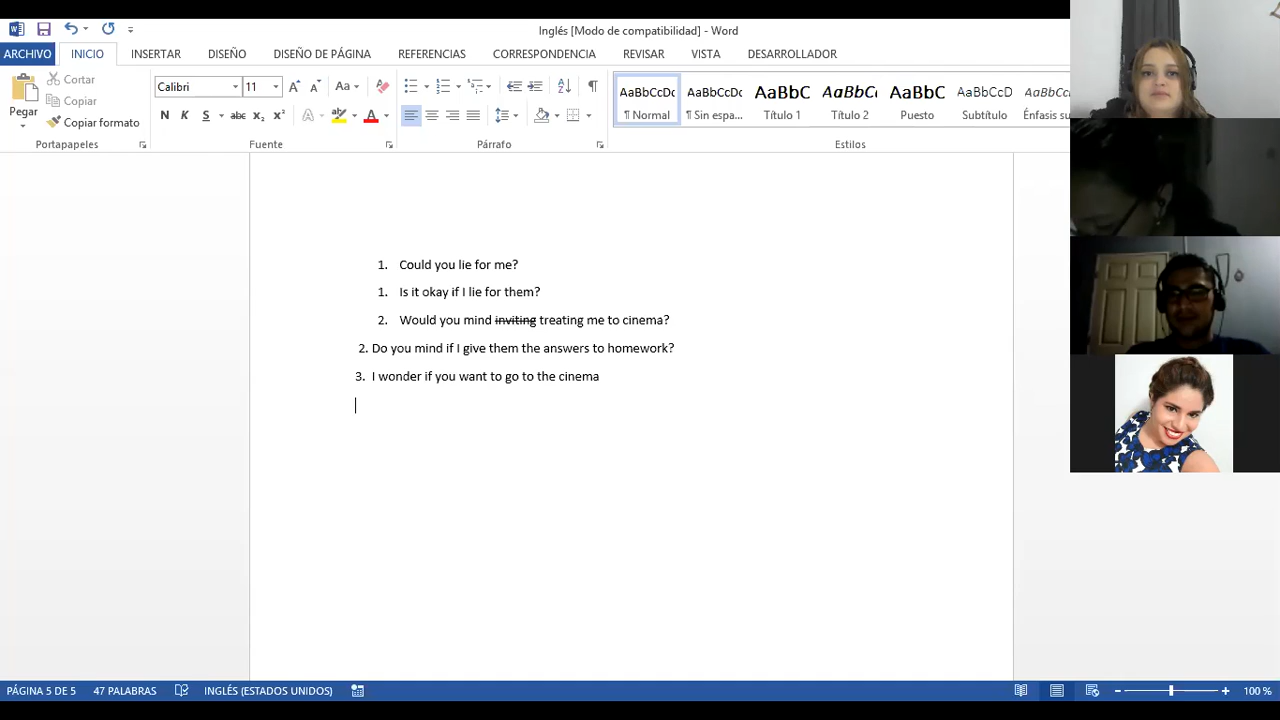 Inglés [Modo de compatibilidad] - Word
ARCHIVO INICIO INSERTAR DISEÑO DISEÑO DE PÁGINA REFERENCIAS CORRESPONDENCIA REVISAR VISTA DESARROLLADOR
Pegar
Cortar
Copiar
Copiar formato
Portapapeles
Calibri 11
N K S abc x₂ x²
Fuente
Párrafo
AaBbCcDc AaBbCcDc AaBbC AaBbCc AaBbC AaBbCcD AaBbCcDc
¶ Normal ¶ Sin espa... Título 1 Título 2 Puesto Subtítulo Énfasis su
Estilos
1. Could you lie for me?
1. Is it okay if I lie for them?
2. Would you mind inviting treating me to cinema?
2. Do you mind if I give them the answers to homework?
3. I wonder if you want to go to the cinema
PÁGINA 5 DE 5 47 PALABRAS INGLÉS (ESTADOS UNIDOS) 100 %